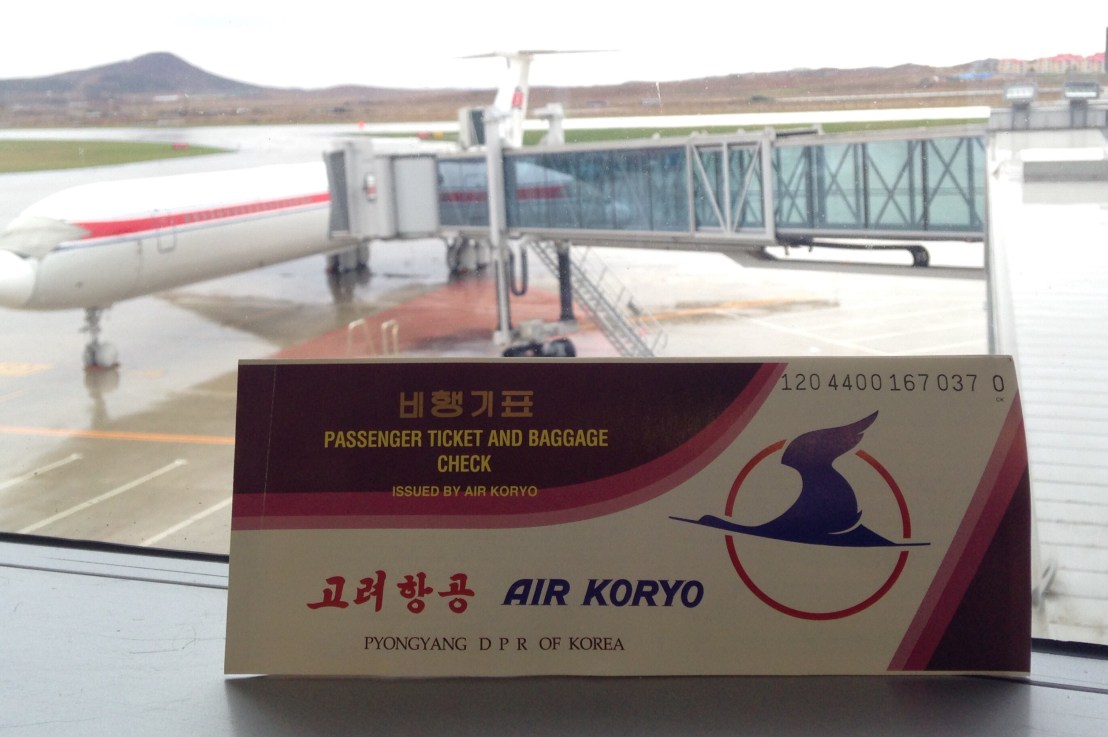 120 4400 167 037 0
비행기표
PASSENGER TICKET AND BAGGAGE
CHECK
ISSUED BY AIR KORYO
고려항공 AIR KORYO
PYONGYANG D P R OF KOREA